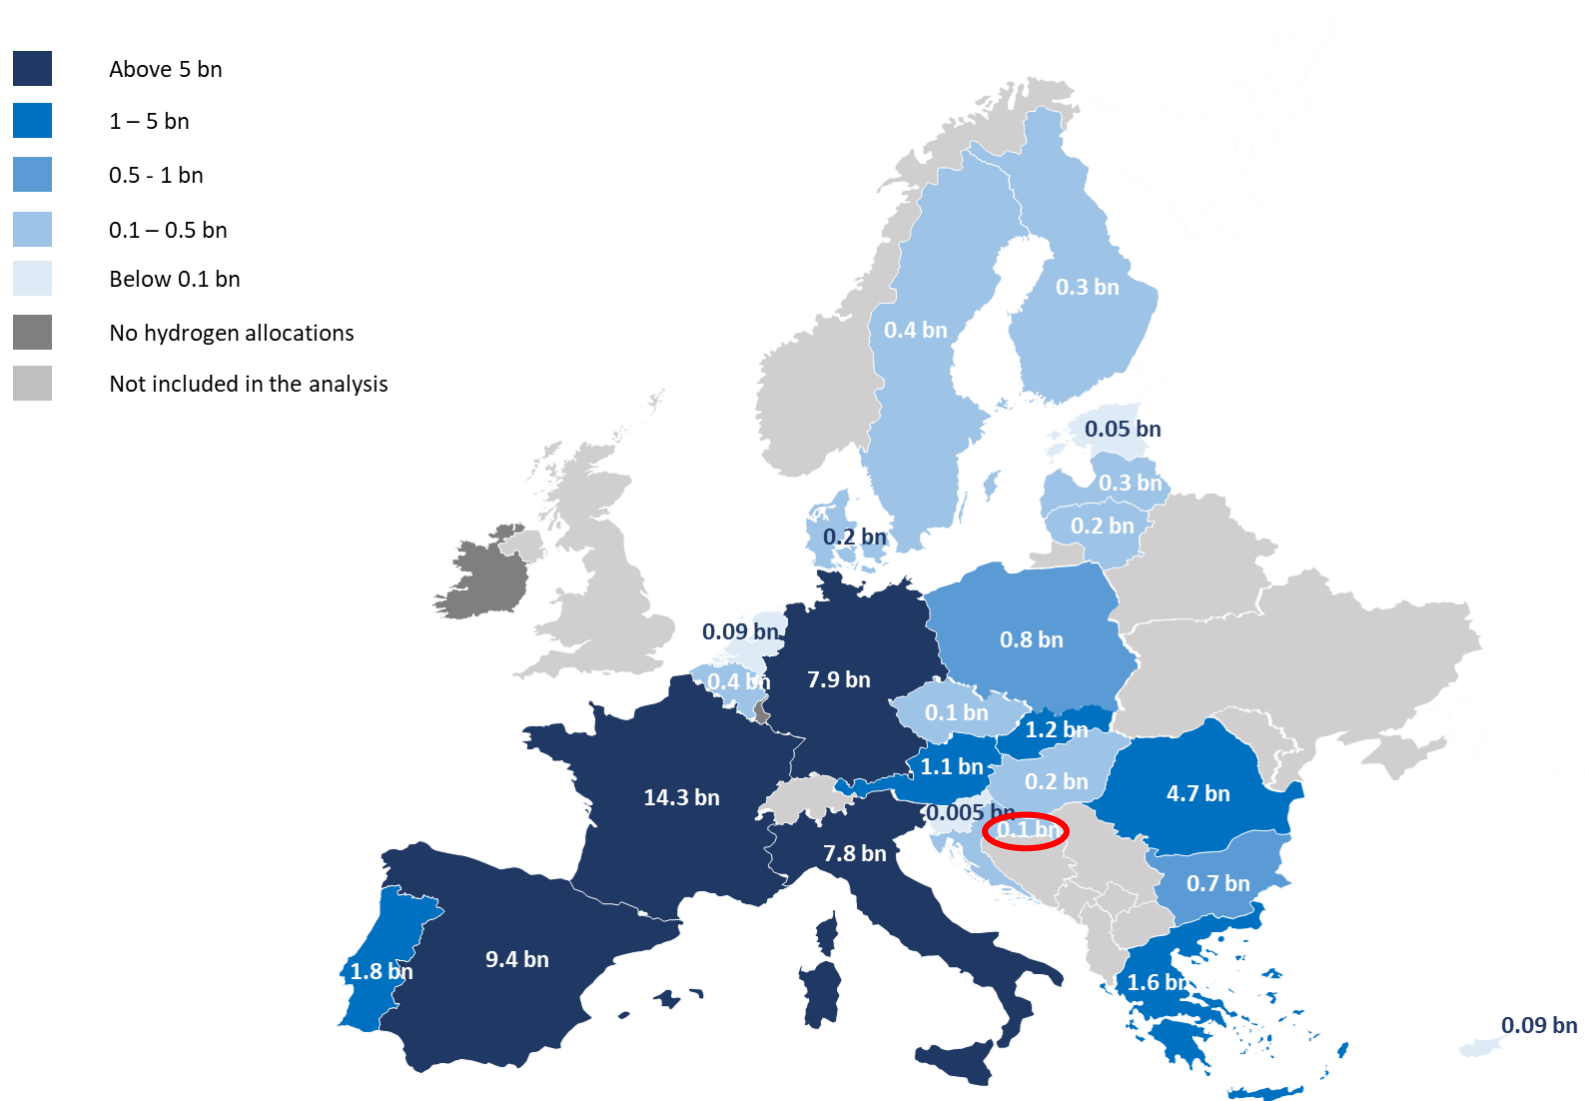 Above 5 bn
1 – 5 bn
0.5 - 1 bn
0.1 – 0.5 bn
Below 0.1 bn
No hydrogen allocations
Not included in the analysis
0.3 bn
0.4 bn
0.05 bn
0.3 bn
0.2 bn
0.2 bn
0.09 bn
0.8 bn
0.4 bn
7.9 bn
0.1 bn
1.2 bn
1.1 bn
0.2 bn
14.3 bn
4.7 bn
0.005 bn
0.1 bn
7.8 bn
0.7 bn
9.4 bn
1.8 bn
1.6 bn
0.09 bn